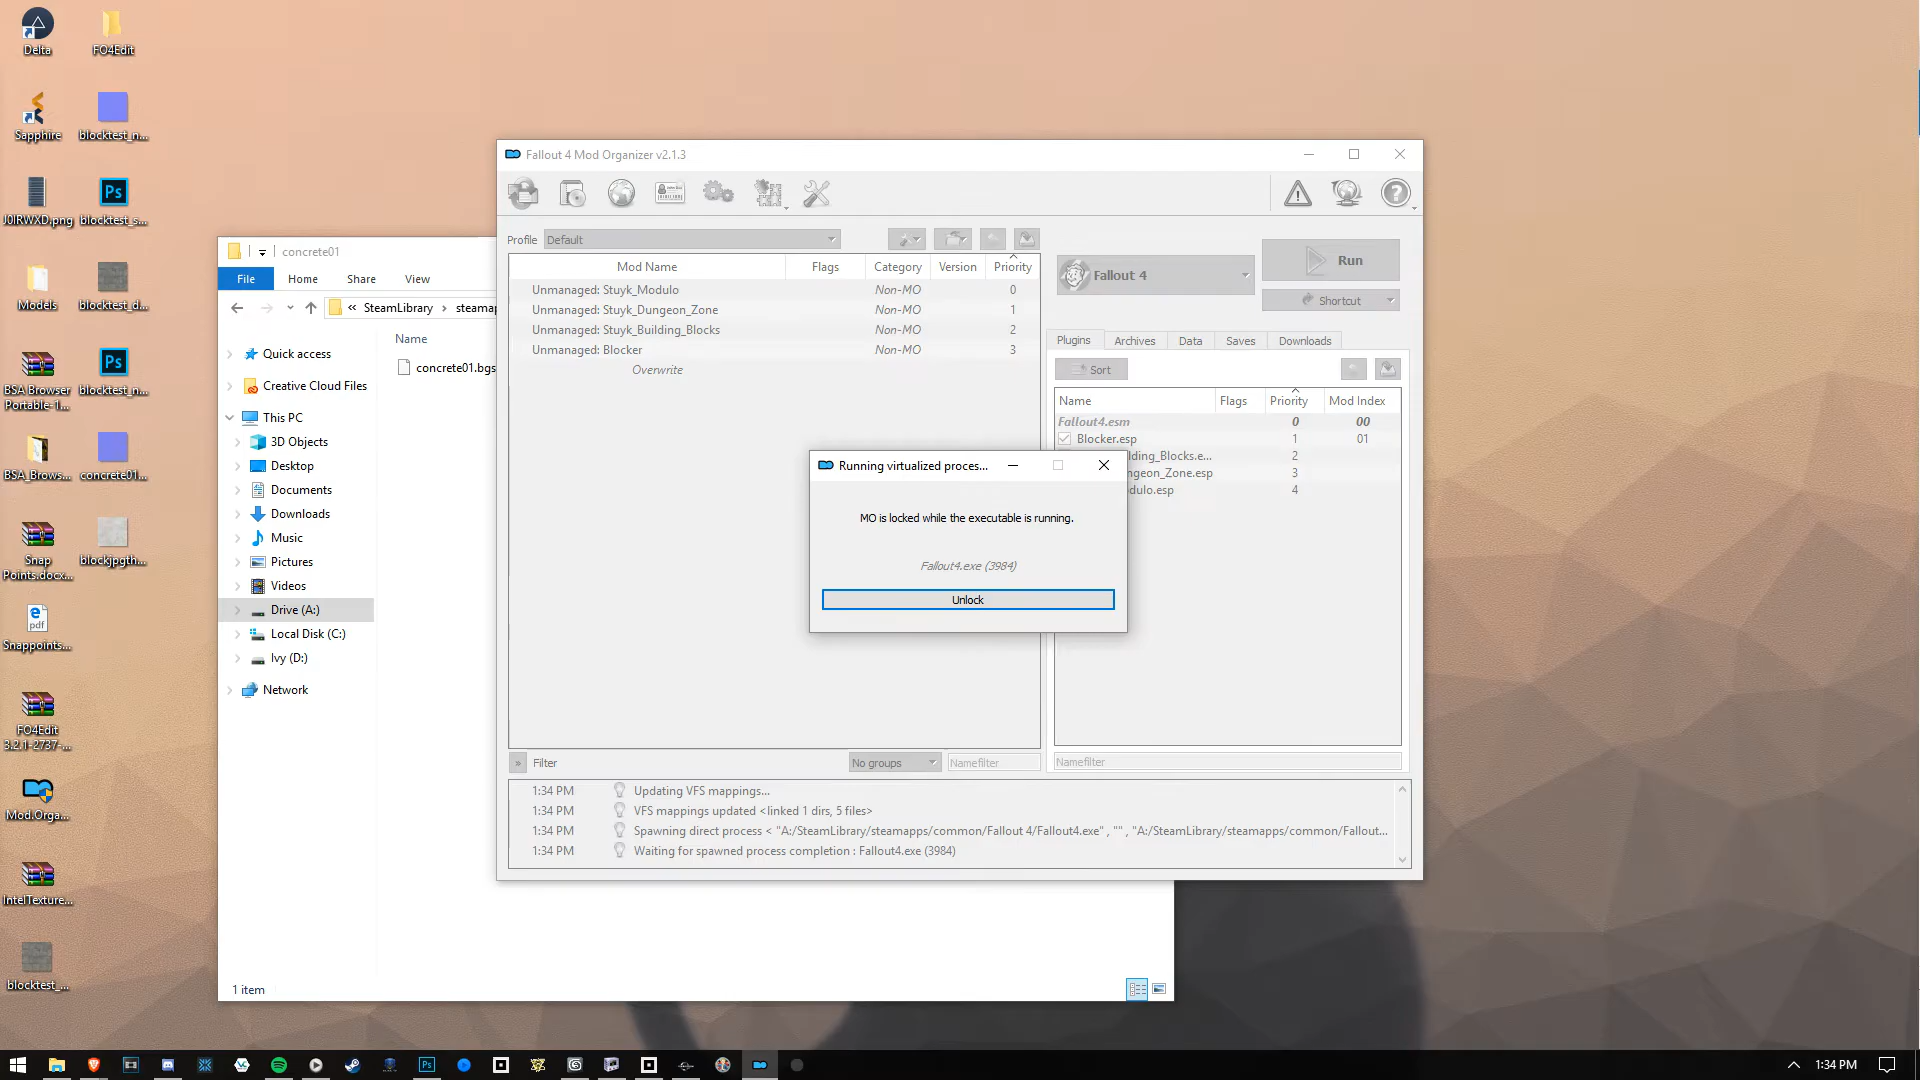 Delta
FO4Edit
Sapphire
blocktest_n...
J0IRWXD.png
blocktest_s...
Models
blocktest_d...
BSA Browser
Portable-1...
blocktest_n...
BSA_Brows...
concrete01...
Snap
Points.docx...
blockjpgth...
Snappoints...
FO4Edit
3.2.1-2737-...
Mod.Orga...
IntelTexture...
blocktest_...
concrete01
File
Home
Share
View
« SteamLibrary › steamap
Name
concrete01.bgs
Quick access
Creative Cloud Files
This PC
3D Objects
Desktop
Documents
Downloads
Music
Pictures
Videos
Drive (A:)
Local Disk (C:)
Ivy (D:)
Network
1 item
Fallout 4 Mod Organizer v2.1.3
Profile
Default
Mod Name Flags Category Version Priority
Unmanaged: Stuyk_Modulo Non-MO 0
Unmanaged: Stuyk_Dungeon_Zone Non-MO 1
Unmanaged: Stuyk_Building_Blocks Non-MO 2
Unmanaged: Blocker Non-MO 3
Overwrite
» Filter
No groups
Namefilter
Fallout 4
Run
Shortcut
Plugins
Archives
Data
Saves
Downloads
Sort
Name Flags Priority Mod Index
Fallout4.esm 0 00
Blocker.esp 1 01
lding_Blocks.e... 2
ngeon_Zone.esp 3
dulo.esp 4
Namefilter
Running virtualized proces...
MO is locked while the executable is running.
Fallout4.exe (3984)
Unlock
1:34 PM Updating VFS mappings...
1:34 PM VFS mappings updated <linked 1 dirs, 5 files>
1:34 PM Spawning direct process < "A:/SteamLibrary/steamapps/common/Fallout 4/Fallout4.exe" , "" , "A:/SteamLibrary/steamapps/common/Fallout...
1:34 PM Waiting for spawned process completion : Fallout4.exe (3984)
1:34 PM